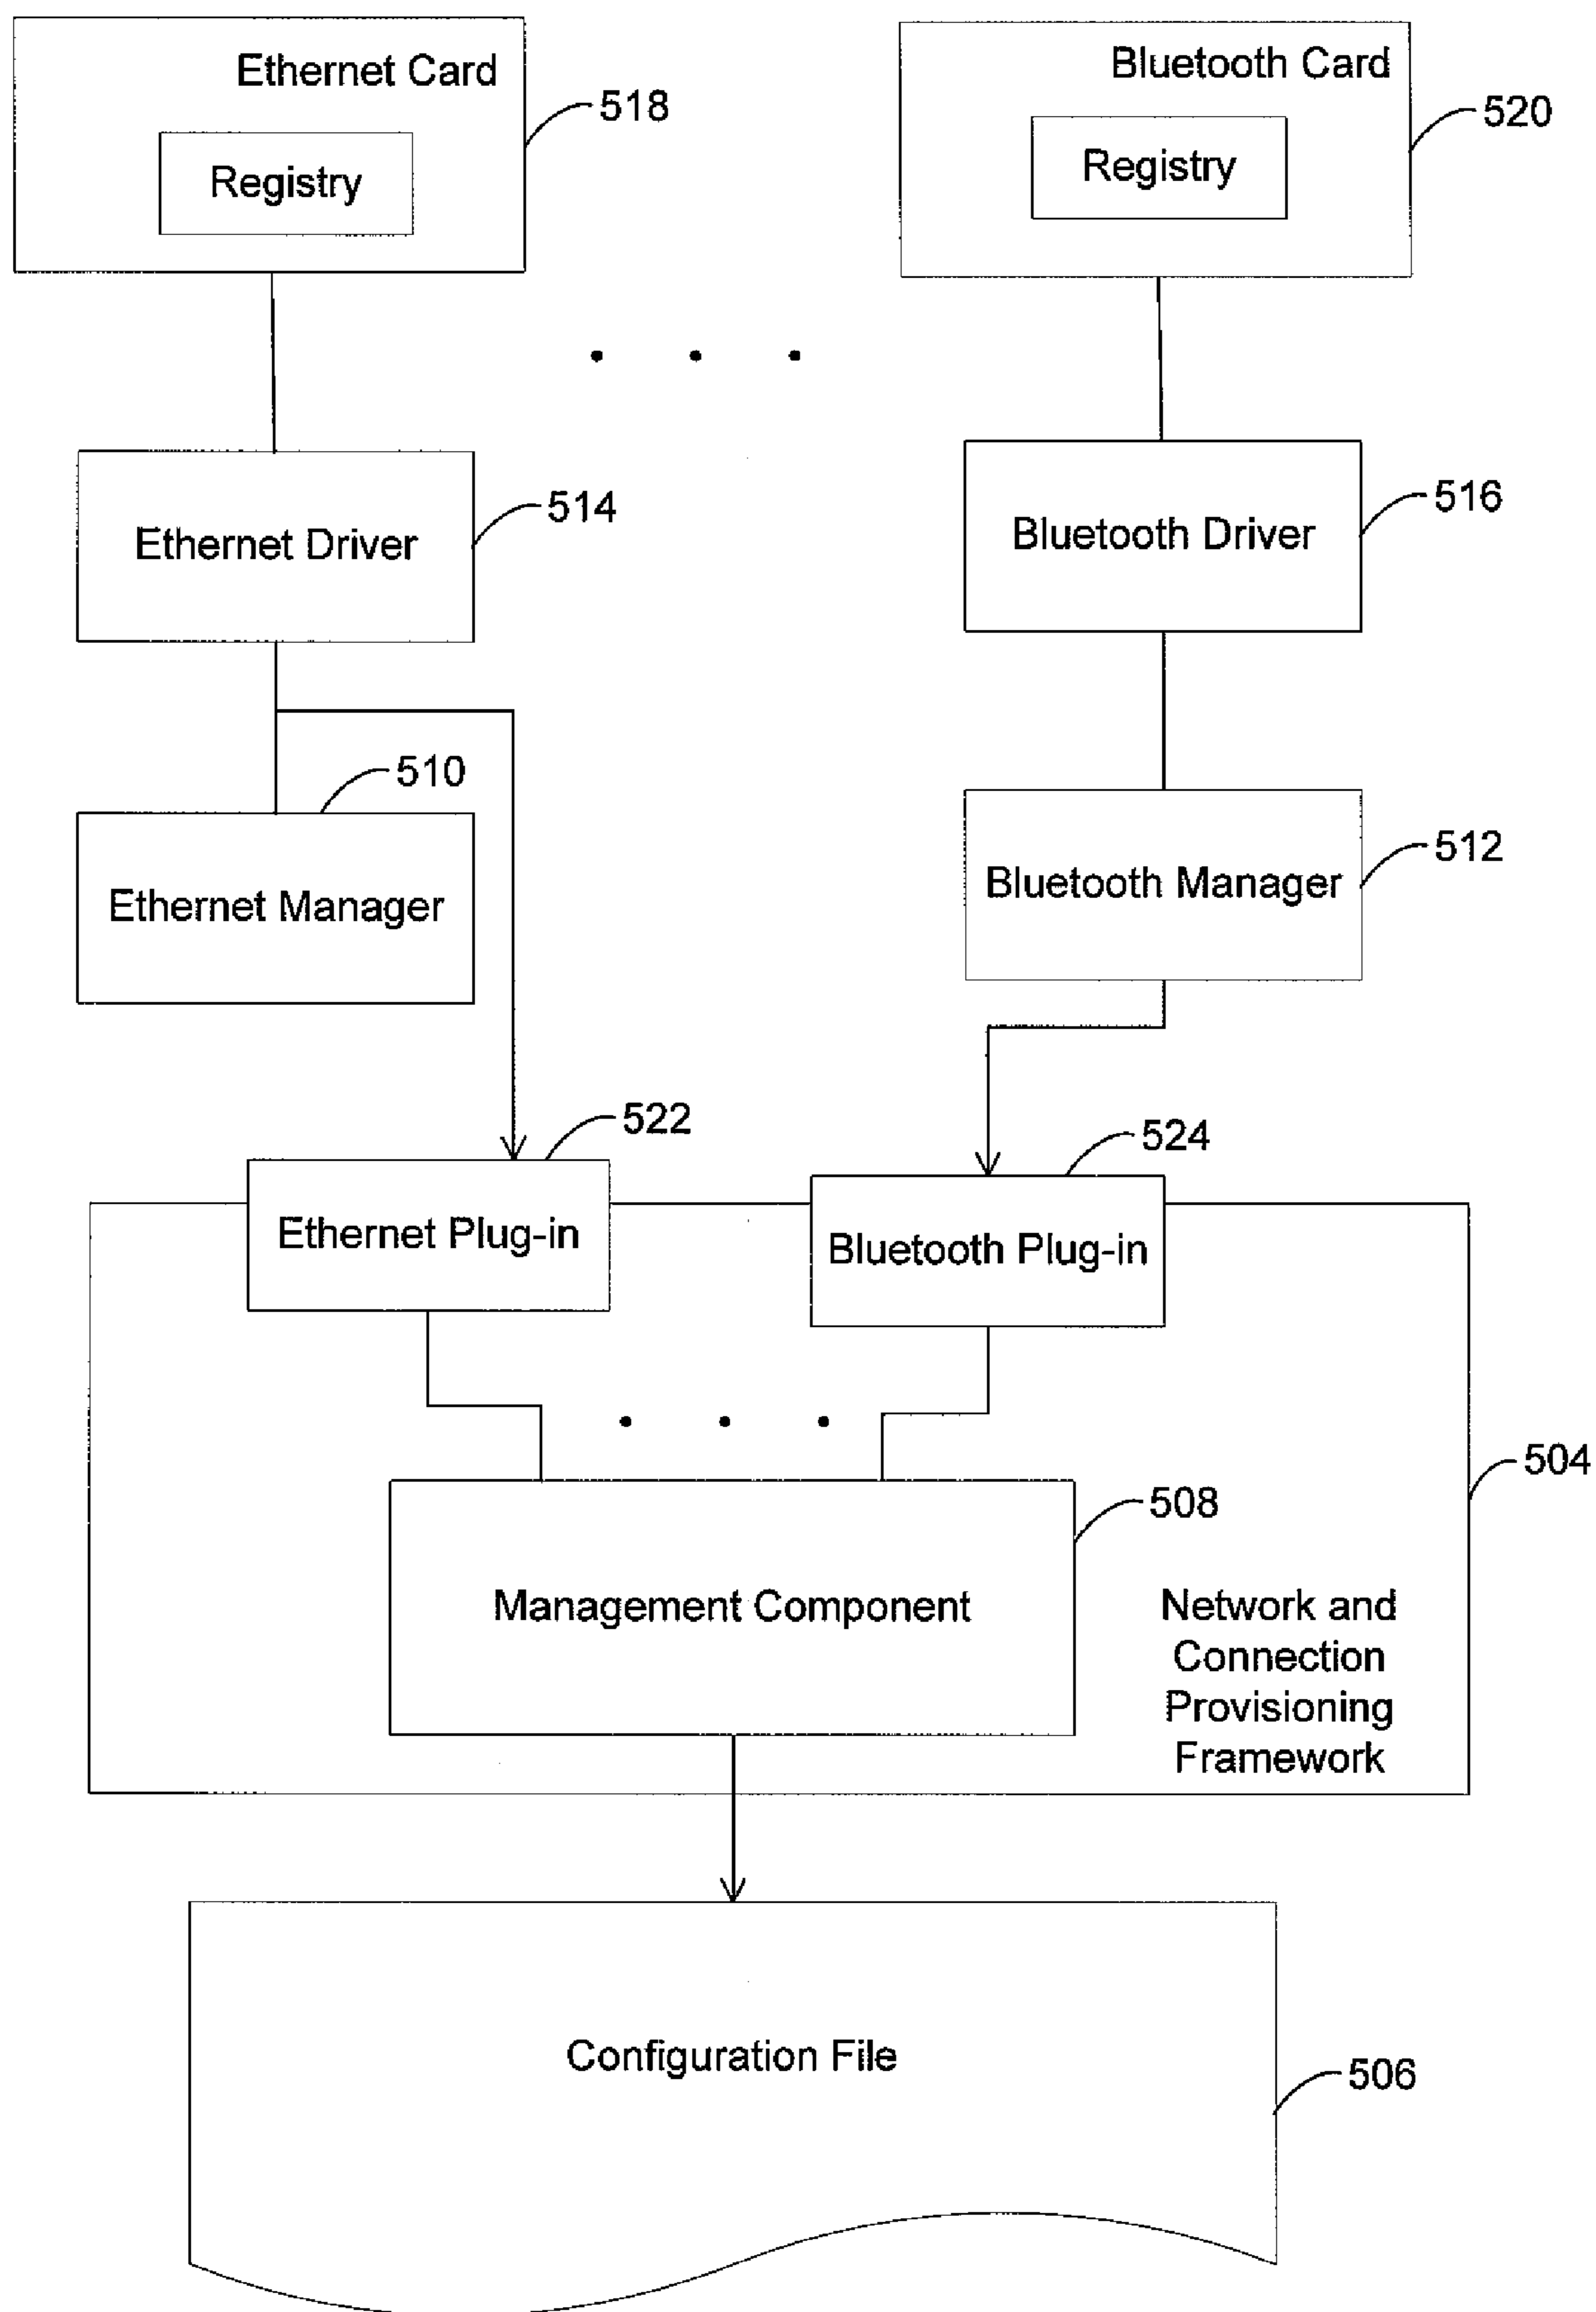 Ethernet Card
518
Registry
Bluetooth Card
520
Registry
Ethernet Driver
514
Bluetooth Driver
516
510
Ethernet Manager
Bluetooth Manager
512
522
Ethernet Plug-in
524
Bluetooth Plug-in
504
508
Management Component
Network and
Connection
Provisioning
Framework
Configuration File
506